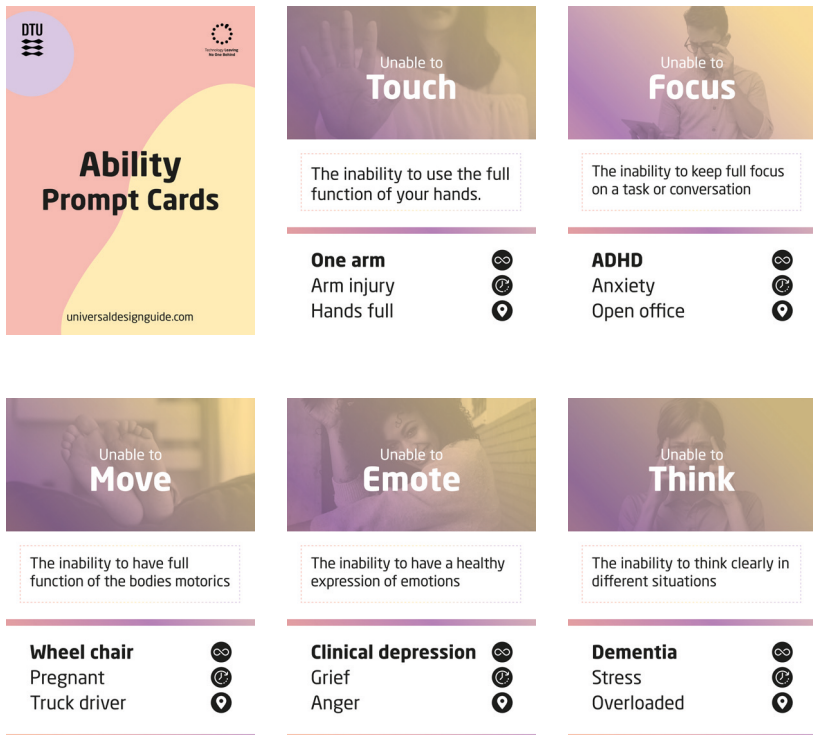 DTU
Technology Leaving
No One Behind
Ability
Prompt Cards
universaldesignguide.com
Unable to
Touch
The inability to use the full
function of your hands.
One arm
Arm injury
Hands full
Unable to
Focus
The inability to keep full focus
on a task or conversation
ADHD
Anxiety
Open office
Unable to
Move
The inability to have full
function of the bodies motorics
Wheel chair
Pregnant
Truck driver
Unable to
Emote
The inability to have a healthy
expression of emotions
Clinical depression
Grief
Anger
Unable to
Think
The inability to think clearly in
different situations
Dementia
Stress
Overloaded